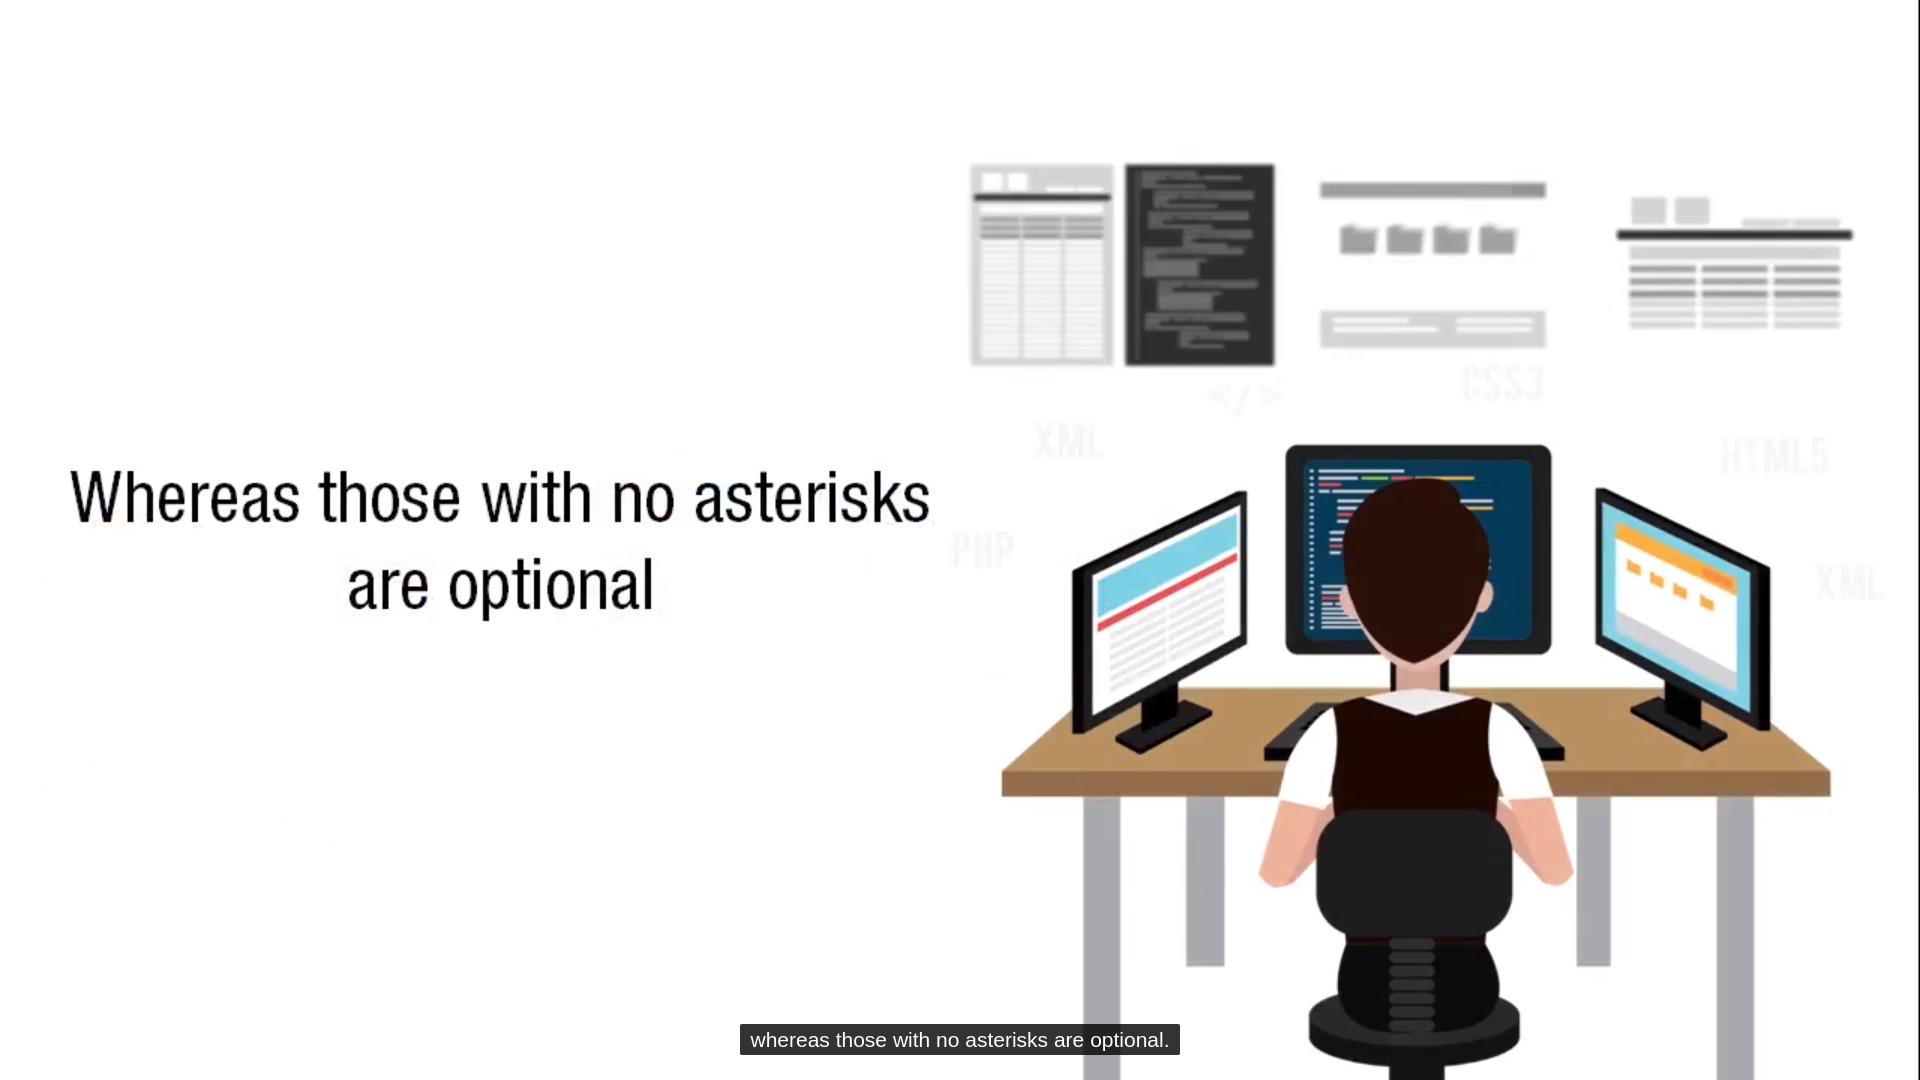 </>
CSS3
XML
HTML5
Whereas those with no asterisks
are optional
PHP
XML
whereas those with no asterisks are optional.